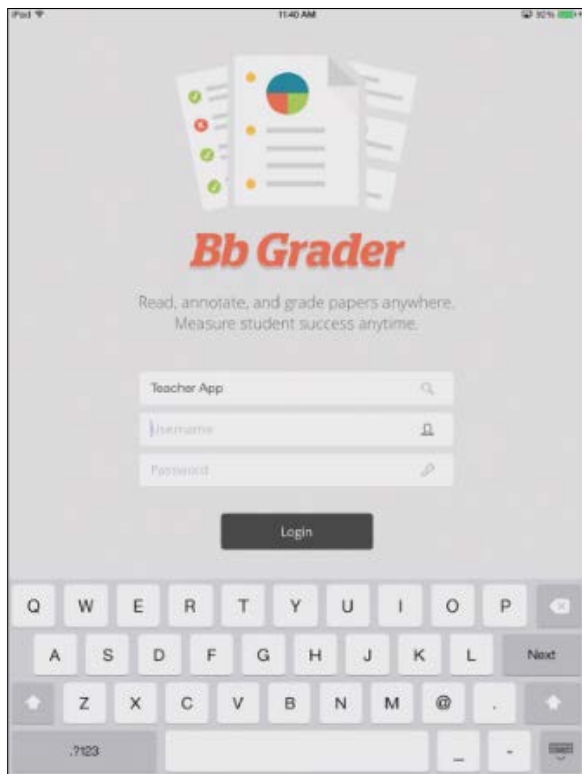 iPad 11:40 AM 92%
Bb Grader
Read, annotate, and grade papers anywhere.
Measure student success anytime.
Teacher App
Username
Password
Login
Q W E R T Y U I O P
A S D F G H J K L Next
Z X C V B N M @ .
.?123 _ -